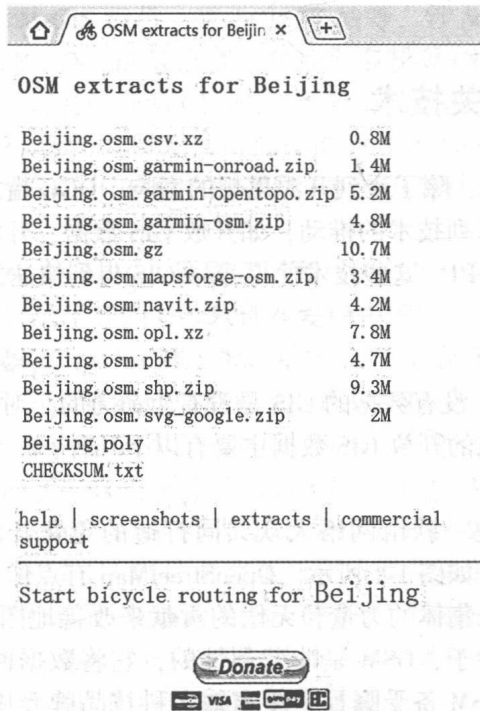 OSM extracts for Beijin ×
OSM extracts for Beijing
Beijing.osm.csv.xz 0.8M
Beijing.osm.garmin-onroad.zip 1.4M
Beijing.osm.garmin-opentopo.zip 5.2M
Beijing.osm.garmin-osm.zip 4.8M
Beijing.osm.gz 10.7M
Beijing.osm.mapsforge-osm.zip 3.4M
Beijing.osm.navit.zip 4.2M
Beijing.osm.opl.xz 7.8M
Beijing.osm.pbf 4.7M
Beijing.osm.shp.zip 9.3M
Beijing.osm.svg-google.zip 2M
Beijing.poly
CHECKSUM.txt
help | screenshots | extracts | commercial
support
Start bicycle routing for Beijing
Donate
VISA